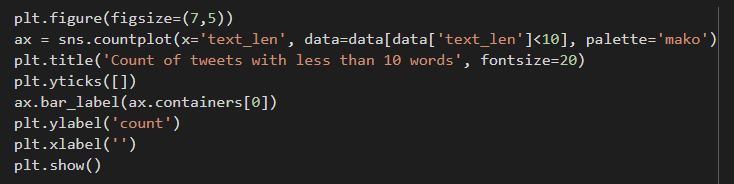 plt.figure(figsize=(7,5))
ax = sns.countplot(x='text_len', data=data[data['text_len']<10], palette='mako')
plt.title('Count of tweets with less than 10 words', fontsize=20)
plt.yticks([])
ax.bar_label(ax.containers[0])
plt.ylabel('count')
plt.xlabel('')
plt.show()